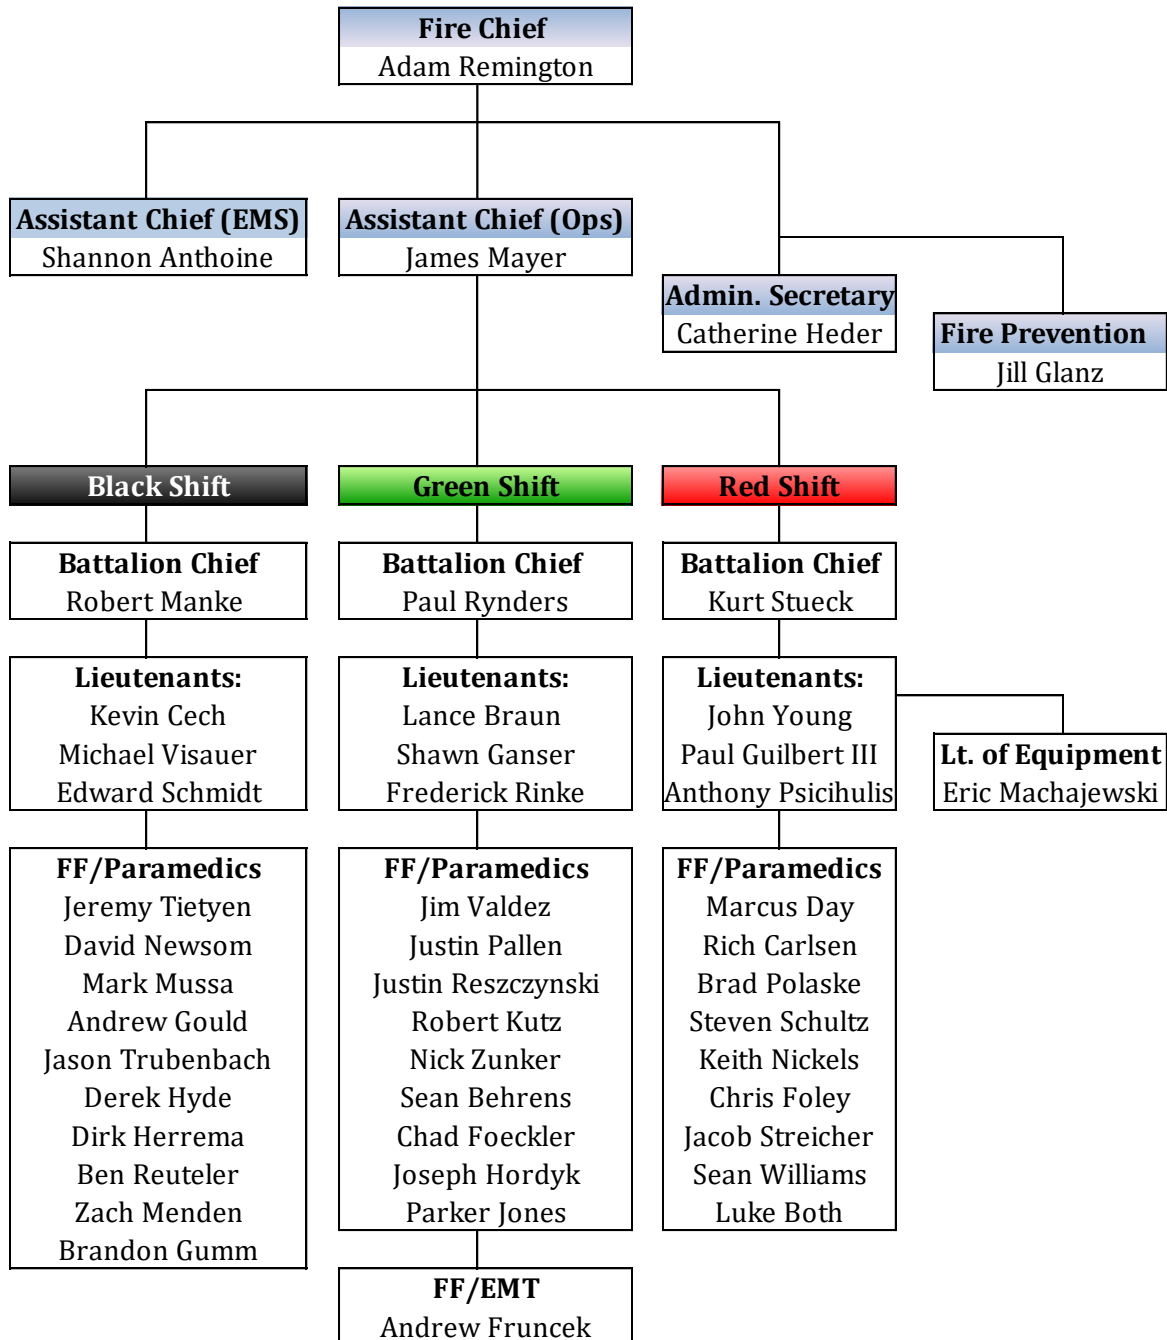 Fire Chief
Adam Remington
Assistant Chief (EMS)
Shannon Anthoine
Assistant Chief (Ops)
James Mayer
Admin. Secretary
Catherine Heder
Fire Prevention
Jill Glanz
Black Shift
Green Shift
Red Shift
Battalion Chief
Robert Manke
Battalion Chief
Paul Rynders
Battalion Chief
Kurt Stueck
Lieutenants:
Kevin Cech
Michael Visauer
Edward Schmidt
Lieutenants:
Lance Braun
Shawn Ganser
Frederick Rinke
Lieutenants:
John Young
Paul Guilbert III
Anthony Psicihulis
Lt. of Equipment
Eric Machajewski
FF/Paramedics
Jeremy Tietyen
David Newsom
Mark Mussa
Andrew Gould
Jason Trubenbach
Derek Hyde
Dirk Herrema
Ben Reuteler
Zach Menden
Brandon Gumm
FF/Paramedics
Jim Valdez
Justin Pallen
Justin Reszczynski
Robert Kutz
Nick Zunker
Sean Behrens
Chad Foeckler
Joseph Hordyk
Parker Jones
FF/Paramedics
Marcus Day
Rich Carlsen
Brad Polaske
Steven Schultz
Keith Nickels
Chris Foley
Jacob Streicher
Sean Williams
Luke Both
FF/EMT
Andrew Fruncek